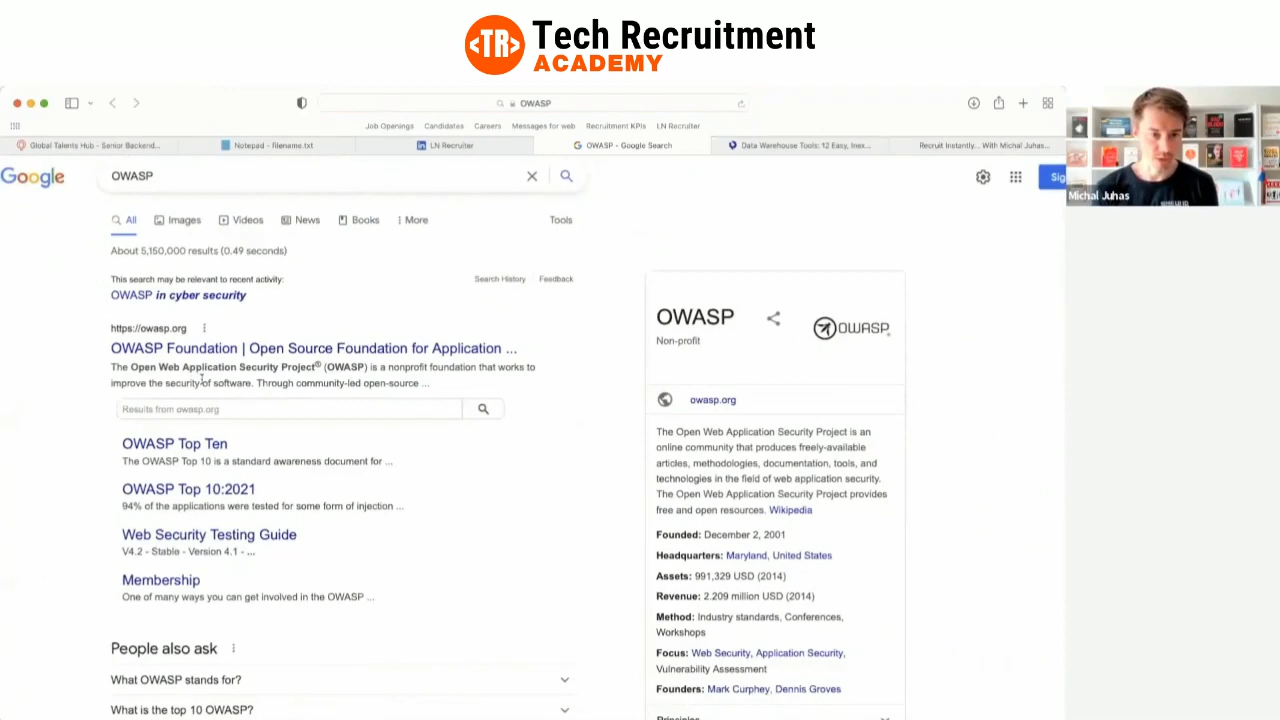 <TR> Tech Recruitment
ACADEMY
OWASP
Job Openings Candidates Careers Messages for web Recruitment KPIs LN Recruiter
Global Talents Hub - Senior Backend... Notepad - filename.txt LN Recruiter OWASP - Google Search Data Warehouse Tools: 12 Easy, Inex... Recruit Instantly... With Michal Juhas...
Michal Juhas
Google OWASP Sig
All Images Videos News Books More Tools
About 5,150,000 results (0.49 seconds)
This search may be relevant to recent activity: Search History Feedback
OWASP in cyber security
https://owasp.org
OWASP Foundation | Open Source Foundation for Application ...
The Open Web Application Security Project® (OWASP) is a nonprofit foundation that works to
improve the security of software. Through community-led open-source ...
Results from owasp.org
OWASP Top Ten
The OWASP Top 10 is a standard awareness document for ...
OWASP Top 10:2021
94% of the applications were tested for some form of injection ...
Web Security Testing Guide
V4.2 - Stable - Version 4.1 - ...
Membership
One of many ways you can get involved in the OWASP ...
People also ask
What OWASP stands for?
What is the top 10 OWASP?
OWASP
Non-profit
OWASP
owasp.org
The Open Web Application Security Project is an
online community that produces freely-available
articles, methodologies, documentation, tools, and
technologies in the field of web application security.
The Open Web Application Security Project provides
free and open resources. Wikipedia
Founded: December 2, 2001
Headquarters: Maryland, United States
Assets: 991,329 USD (2014)
Revenue: 2.209 million USD (2014)
Method: Industry standards, Conferences,
Workshops
Focus: Web Security, Application Security,
Vulnerability Assessment
Founders: Mark Curphey, Dennis Groves
Principles